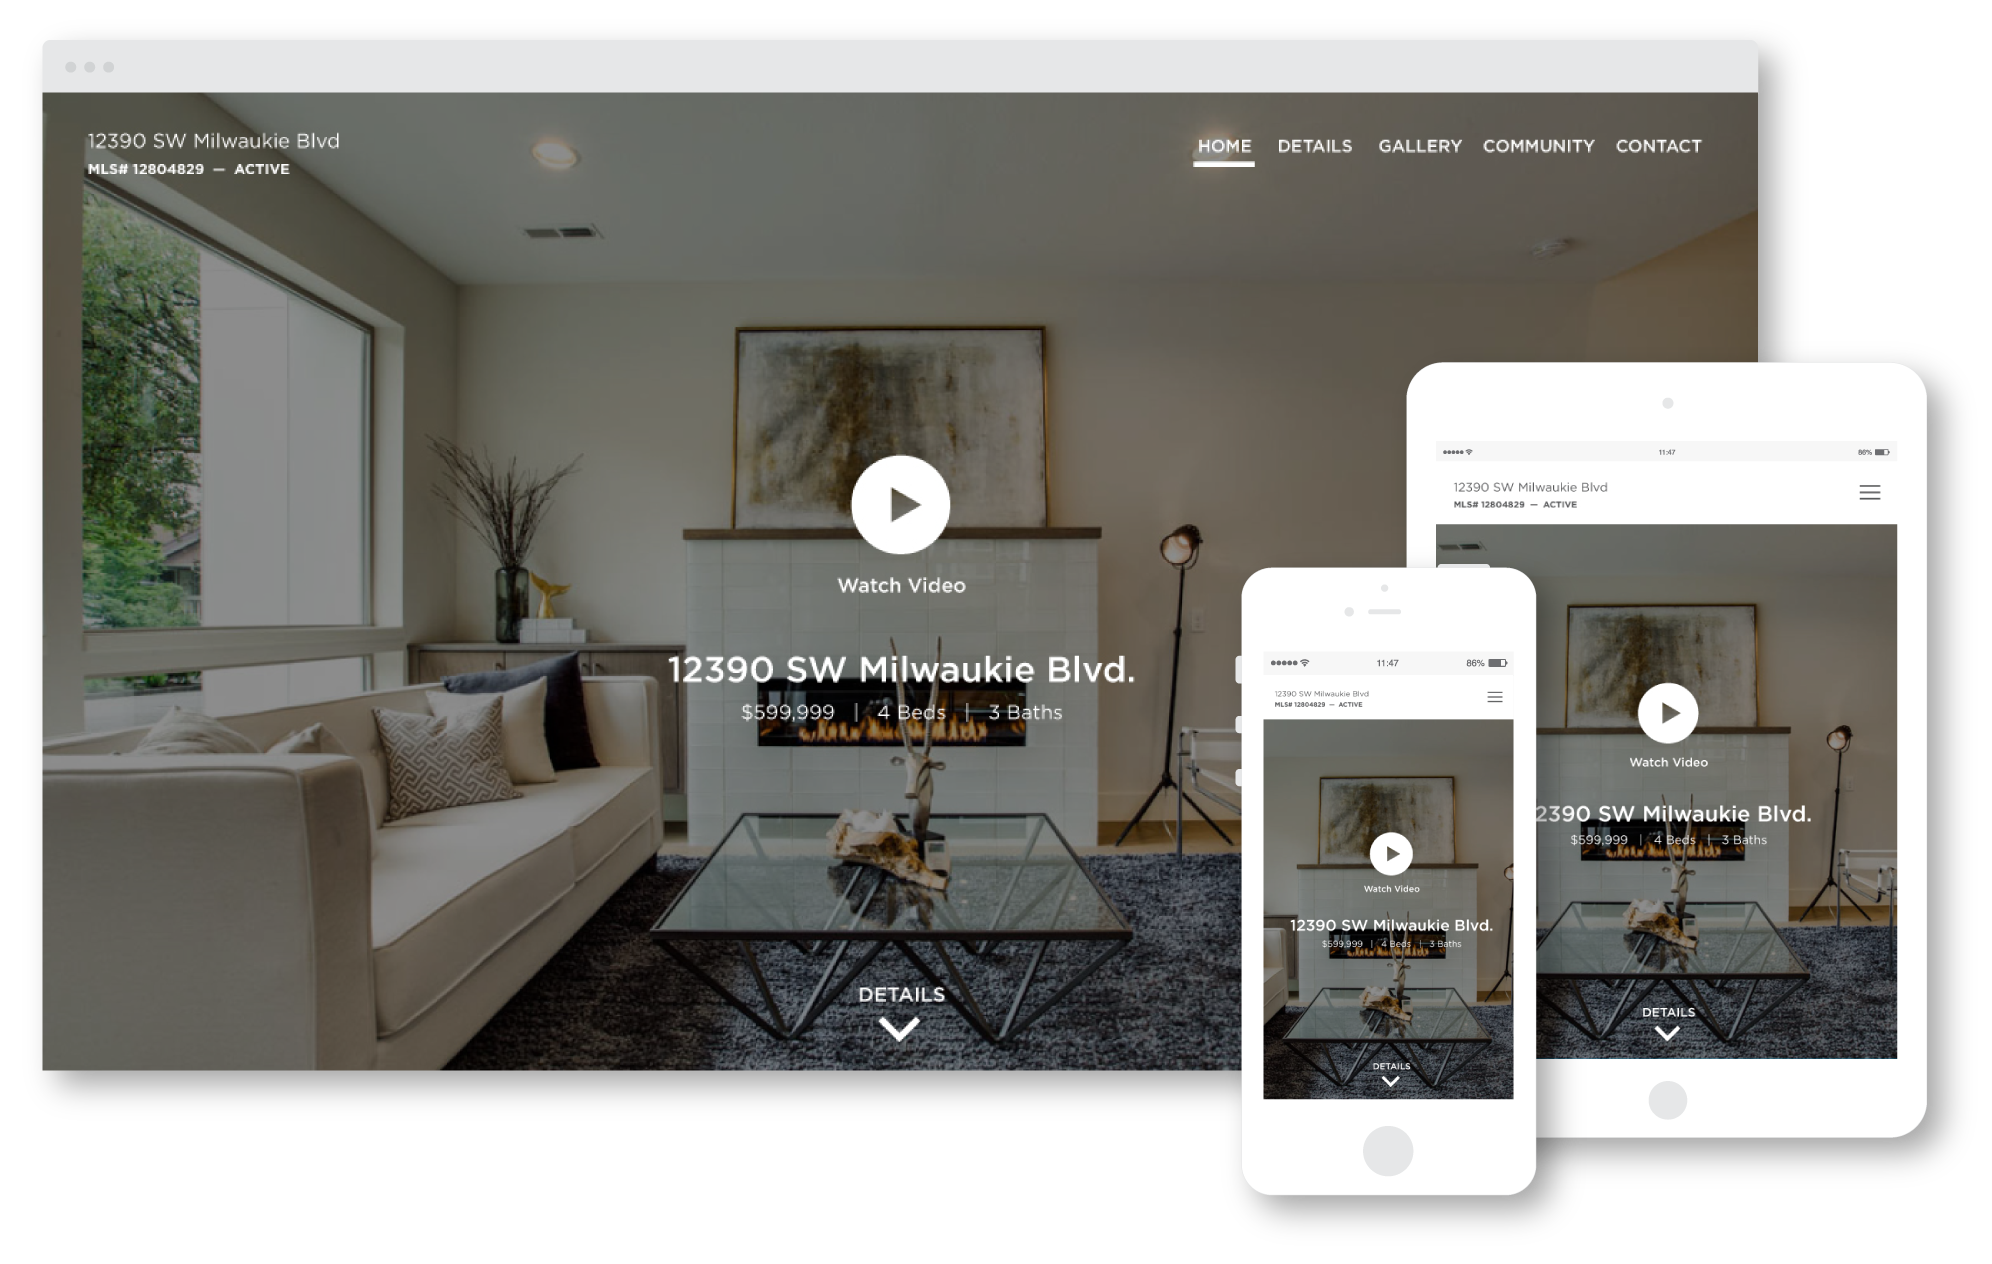 12390 SW Milwaukie Blvd
MLS# 12804829 — ACTIVE
HOME DETAILS GALLERY COMMUNITY CONTACT
Watch Video
12390 SW Milwaukie Blvd.
$599,999 | 4 Beds | 3 Baths
DETAILS
11:47 86%
12390 SW Milwaukie Blvd
MLS# 12804829 — ACTIVE
Watch Video
2390 SW Milwaukie Blvd.
$599,999 | 4 Beds | 3 Baths
DETAILS
11:47 86%
12390 SW Milwaukie Blvd
MLS# 12804829 — ACTIVE
Watch Video
12390 SW Milwaukie Blvd.
$599,999 | 4 Beds | 3 Baths
DETAILS